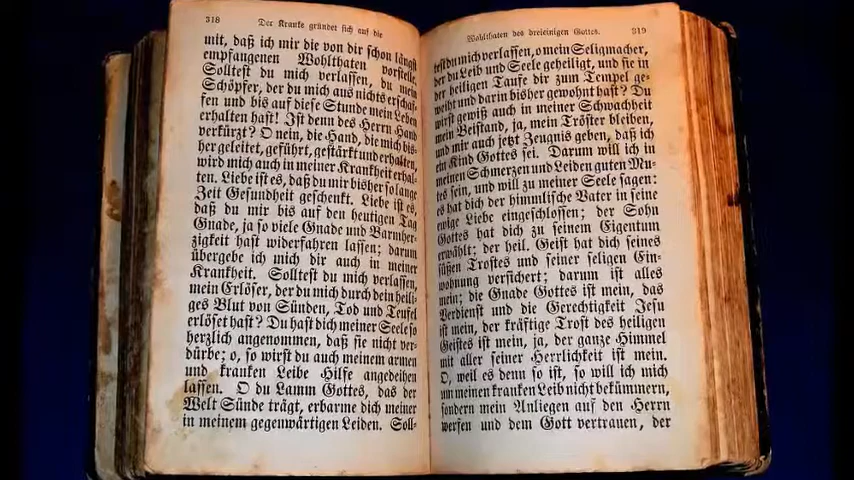 318 Der Kranke gründet sich auf die
mit, daß ich mir die von dir schon längst
empfangenen Wohlthaten vorstelle.
Solltest du mich verlassen, du mein
Schöpfer, der du mich aus nichts erschaf-
fen und bis auf diese Stunde mein Leben
erhalten hast! Ist denn des Herrn Hand
verkürzt? O nein, die Hand, die mich bis-
her geleitet, geführt, gestärkt und erhalten,
wird mich auch in meiner Krankheit erhal-
ten. Liebe ist es, daß du mir bisher so lange
Zeit Gesundheit geschenkt. Liebe ist es,
daß du mir bis auf den heutigen Tag
Gnade, ja so viele Gnade und Barmher-
zigkeit hast widerfahren lassen; darum
übergebe ich mich dir auch in meiner
Krankheit. Solltest du mich verlassen,
mein Erlöser, der du mich durch dein heili-
ges Blut von Sünden, Tod und Teufel
erlöset hast? Du hast dich meiner Seele so
herzlich angenommen, daß sie nicht ver-
dürbe; o, so wirst du auch meinem armen
und kranken Leibe Hilfe angedeihen
lassen. O du Lamm Gottes, das der
Welt Sünde trägt, erbarme dich meiner
in meinem gegenwärtigen Leiden. Soll-
Wohlthaten des dreieinigen Gottes. 319
test du mich verlassen, o mein Seligmacher,
der du Leib und Seele geheiligt, und sie in
der heiligen Taufe dir zum Tempel ge-
weiht und darin bisher gewohnt hast? Du
wirst gewiß auch in meiner Schwachheit
mein Beistand, ja, mein Tröster bleiben,
und mir auch jetzt Zeugnis geben, daß ich
ein Kind Gottes sei. Darum will ich in
meinen Schmerzen und Leiden guten Mu-
tes sein, und will zu meiner Seele sagen:
es hat dich der himmlische Vater in seine
ewige Liebe eingeschlossen; der Sohn
Gottes hat dich zu seinem Eigentum
erwählt; der heil. Geist hat dich seines
süßen Trostes und seiner seligen Ein-
wohnung versichert; darum ist alles
mein; die Gnade Gottes ist mein, das
Verdienst und die Gerechtigkeit Jesu
ist mein, der kräftige Trost des heiligen
Geistes ist mein, ja, der ganze Himmel
mit aller seiner Herrlichkeit ist mein.
O, weil es denn so ist, so will ich mich
um meinen kranken Leib nicht bekümmern,
sondern mein Anliegen auf den Herrn
werfen und dem Gott vertrauen, der